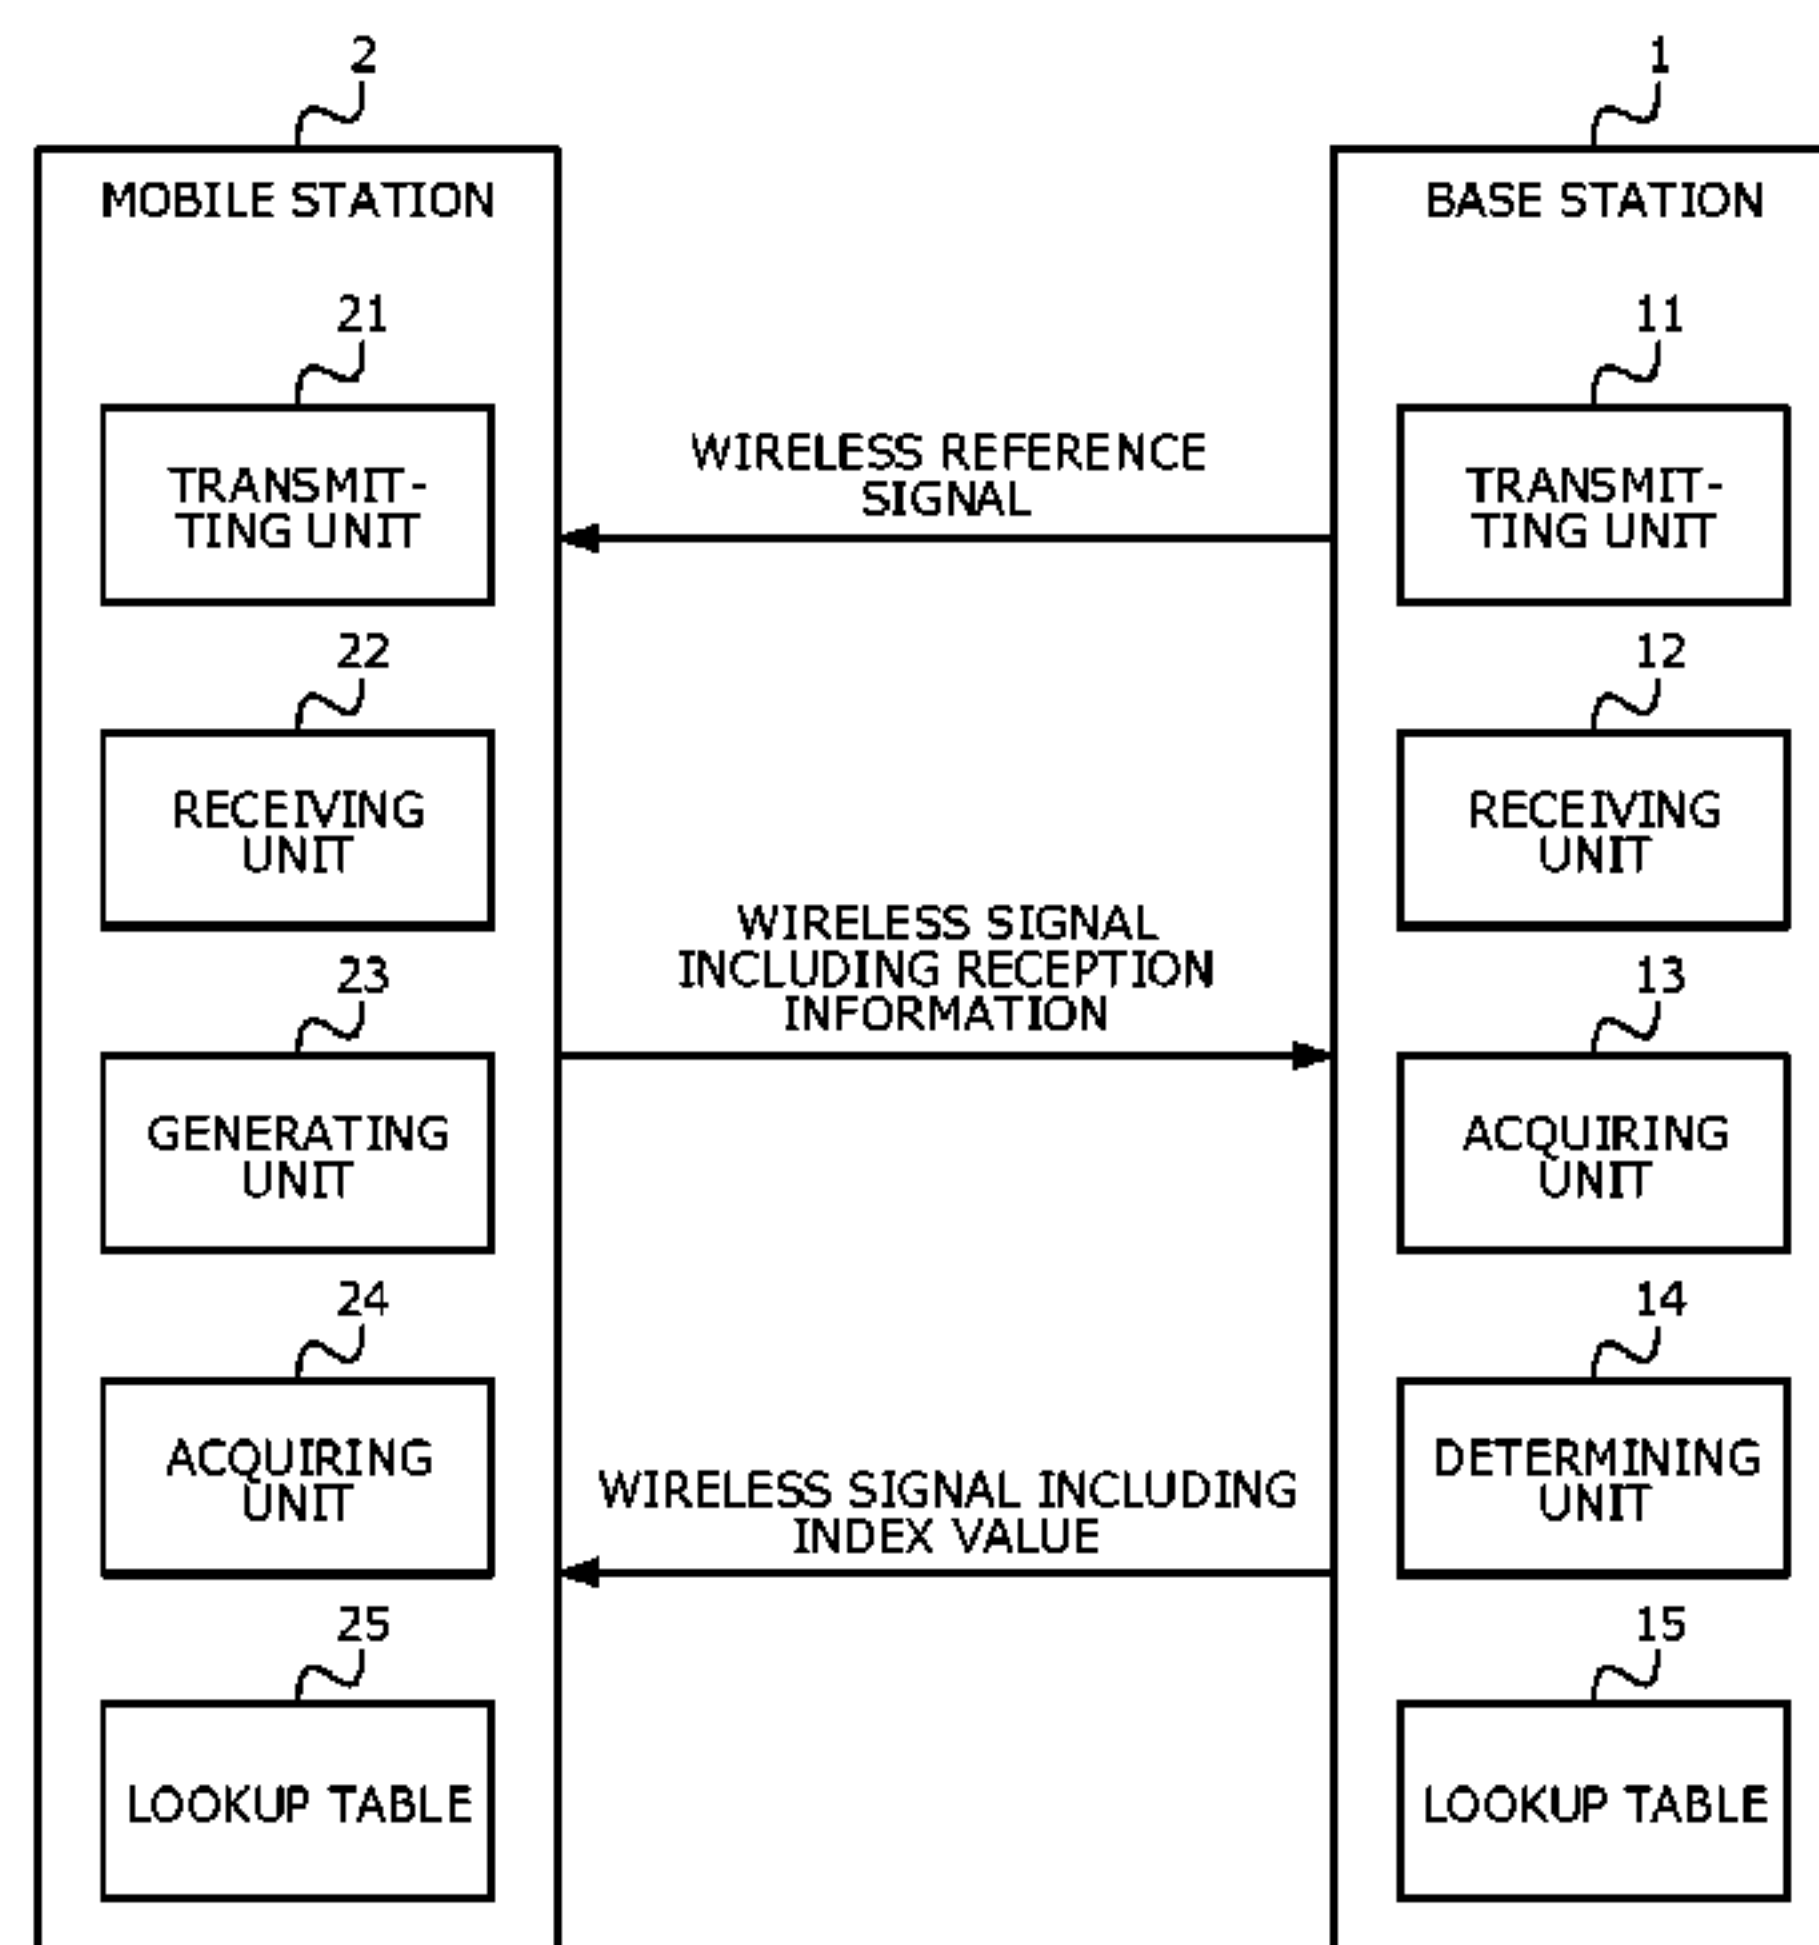 2
MOBILE STATION
21
TRANSMIT-
TING UNIT
22
RECEIVING
UNIT
23
GENERATING
UNIT
24
ACQUIRING
UNIT
25
LOOKUP TABLE
WIRELESS REFERENCE
SIGNAL
WIRELESS SIGNAL
INCLUDING RECEPTION
INFORMATION
WIRELESS SIGNAL INCLUDING
INDEX VALUE
1
BASE STATION
11
TRANSMIT-
TING UNIT
12
RECEIVING
UNIT
13
ACQUIRING
UNIT
14
DETERMINING
UNIT
15
LOOKUP TABLE